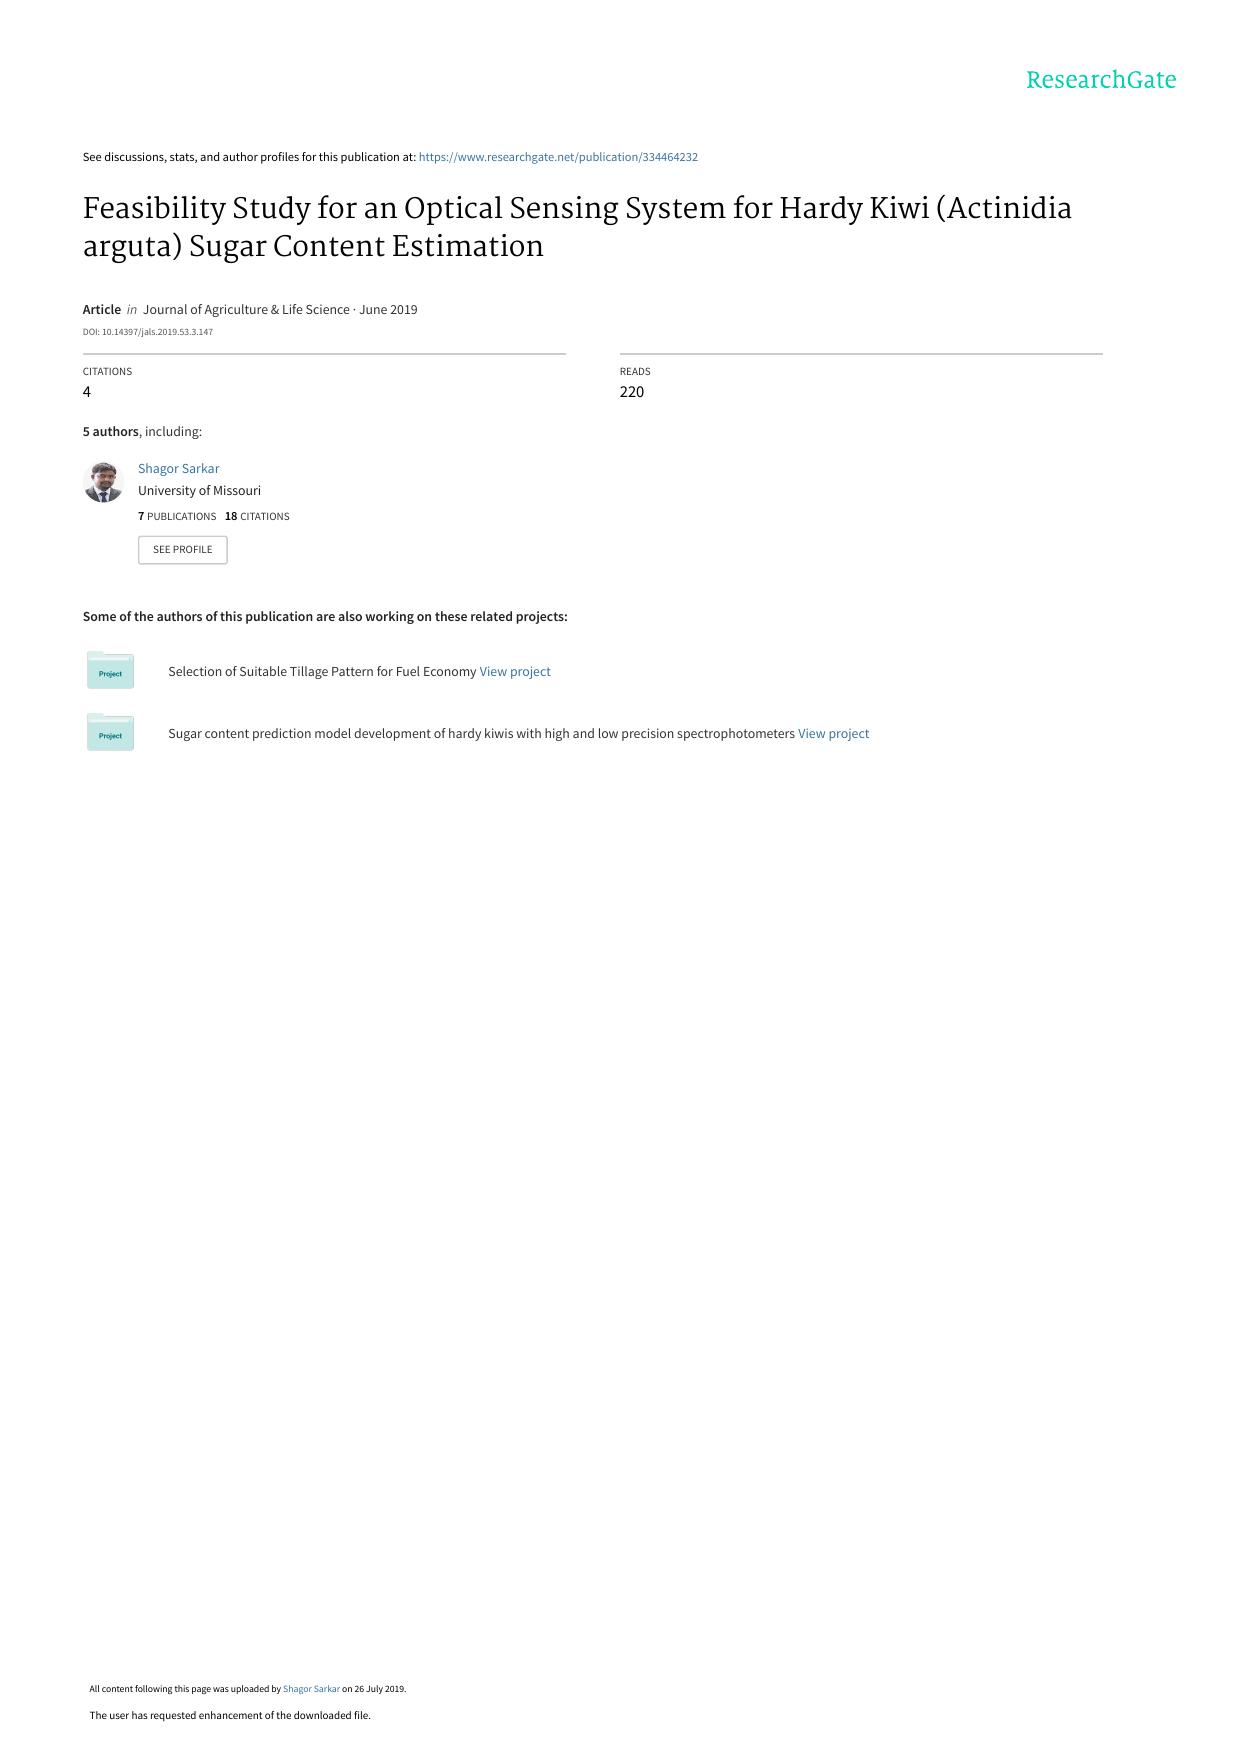 ResearchGate
See discussions, stats, and author profiles for this publication at: https://www.researchgate.net/publication/334464232
Feasibility Study for an Optical Sensing System for Hardy Kiwi (Actinidia
arguta) Sugar Content Estimation
Article in Journal of Agriculture & Life Science · June 2019
DOI: 10.14397/jals.2019.53.3.147
CITATIONS
4
READS
220
5 authors, including:
Shagor Sarkar
University of Missouri
7 PUBLICATIONS 18 CITATIONS
SEE PROFILE
Some of the authors of this publication are also working on these related projects:
Project
Selection of Suitable Tillage Pattern for Fuel Economy View project
Project
Sugar content prediction model development of hardy kiwis with high and low precision spectrophotometers View project
All content following this page was uploaded by Shagor Sarkar on 26 July 2019.
The user has requested enhancement of the downloaded file.